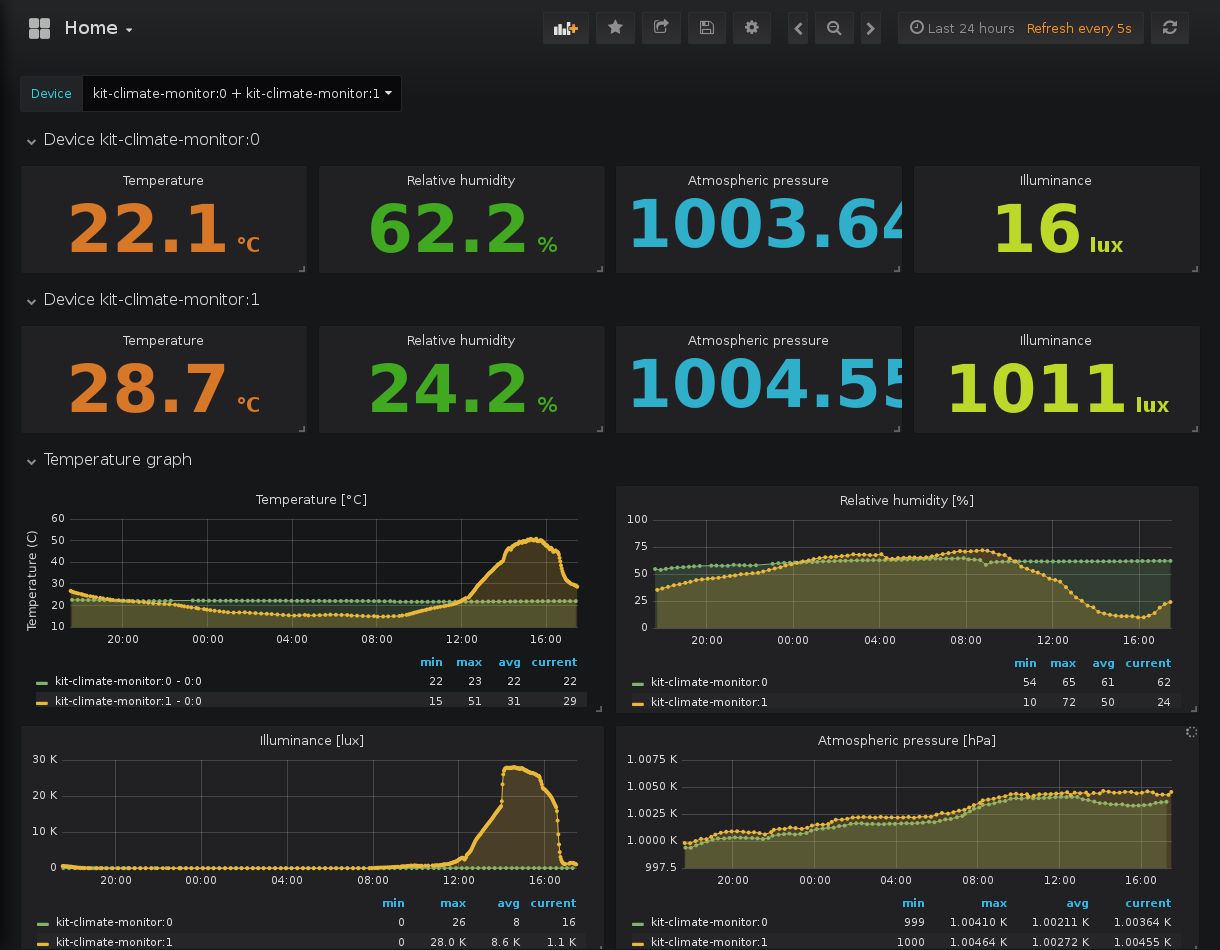 Home
Last 24 hours Refresh every 5s
Device kit-climate-monitor:0 + kit-climate-monitor:1
Device kit-climate-monitor:0
Temperature Relative humidity Atmospheric pressure Illuminance
22.1 °C 62.2 % 1003.64 16 lux
Device kit-climate-monitor:1
Temperature Relative humidity Atmospheric pressure Illuminance
28.7 °C 24.2 % 1004.55 1011 lux
Temperature graph
Temperature [°C]
Temperature (C)
60
50
40
30
20
10
20:00 00:00 04:00 08:00 12:00 16:00
min max avg current
kit-climate-monitor:0 - 0:0 22 23 22 22
kit-climate-monitor:1 - 0:0 15 51 31 29
Relative humidity [%]
100
75
50
25
0
20:00 00:00 04:00 08:00 12:00 16:00
min max avg current
kit-climate-monitor:0 54 65 61 62
kit-climate-monitor:1 10 72 50 24
Illuminance [lux]
30 K
20 K
10 K
0
20:00 00:00 04:00 08:00 12:00 16:00
min max avg current
kit-climate-monitor:0 0 26 8 16
kit-climate-monitor:1 0 28.0 K 8.6 K 1.1 K
Atmospheric pressure [hPa]
1.0075 K
1.0050 K
1.0025 K
1.0000 K
997.5
20:00 00:00 04:00 08:00 12:00 16:00
min max avg current
kit-climate-monitor:0 999 1.00410 K 1.00211 K 1.00364 K
kit-climate-monitor:1 1000 1.00464 K 1.00272 K 1.00455 K